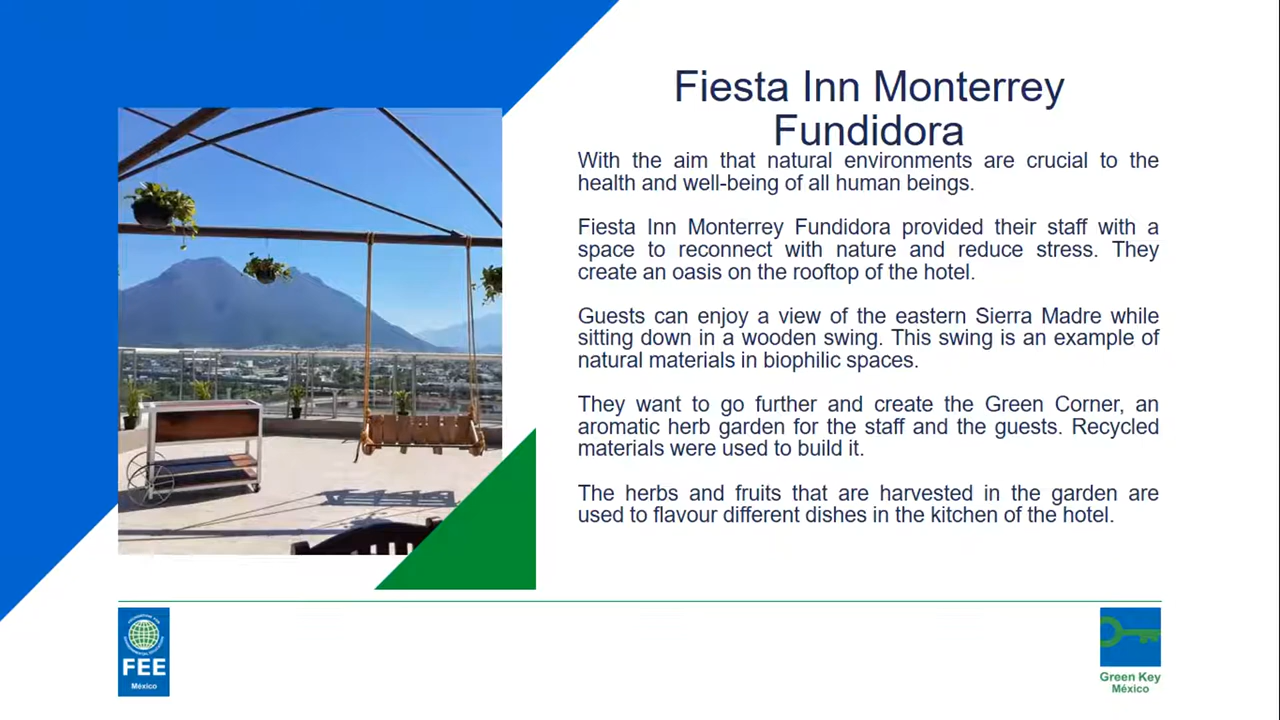 Fiesta Inn Monterrey
Fundidora
With the aim that natural environments are crucial to the
health and well-being of all human beings.
Fiesta Inn Monterrey Fundidora provided their staff with a
space to reconnect with nature and reduce stress. They
create an oasis on the rooftop of the hotel.
Guests can enjoy a view of the eastern Sierra Madre while
sitting down in a wooden swing. This swing is an example of
natural materials in biophilic spaces.
They want to go further and create the Green Corner, an
aromatic herb garden for the staff and the guests. Recycled
materials were used to build it.
The herbs and fruits that are harvested in the garden are
used to flavour different dishes in the kitchen of the hotel.
FEE
México
Green Key
México